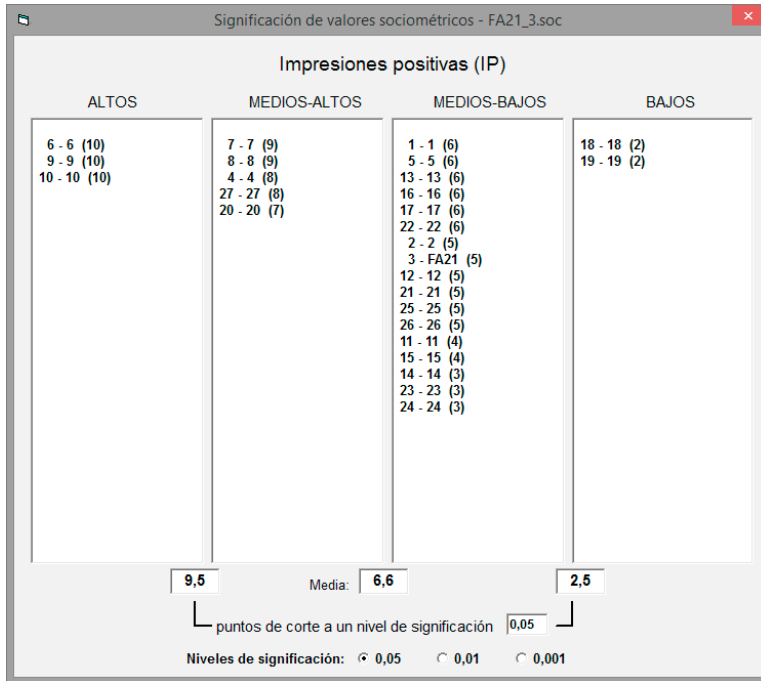 Significación de valores sociométricos - FA21_3.soc
Impresiones positivas (IP)
ALTOS
6 - 6 (10)
9 - 9 (10)
10 - 10 (10)
MEDIOS-ALTOS
7 - 7 (9)
8 - 8 (9)
4 - 4 (8)
27 - 27 (8)
20 - 20 (7)
MEDIOS-BAJOS
1 - 1 (6)
5 - 5 (6)
13 - 13 (6)
16 - 16 (6)
17 - 17 (6)
22 - 22 (6)
2 - 2 (5)
3 - FA21 (5)
12 - 12 (5)
21 - 21 (5)
25 - 25 (5)
26 - 26 (5)
11 - 11 (4)
15 - 15 (4)
14 - 14 (3)
23 - 23 (3)
24 - 24 (3)
BAJOS
18 - 18 (2)
19 - 19 (2)
9,5
Media: 6,6
2,5
puntos de corte a un nivel de significación 0,05
Niveles de significación: 0,05 0,01 0,001